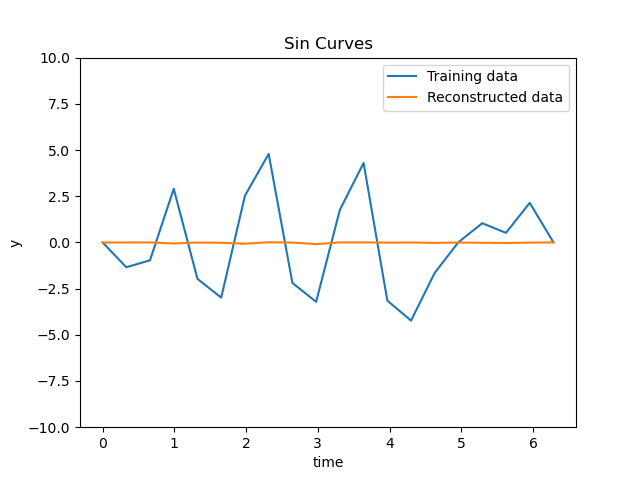 Sin Curves
Training data
Reconstructed data
10.0
7.5
5.0
2.5
0.0
−2.5
−5.0
−7.5
−10.0
y
0 1 2 3 4 5 6
time